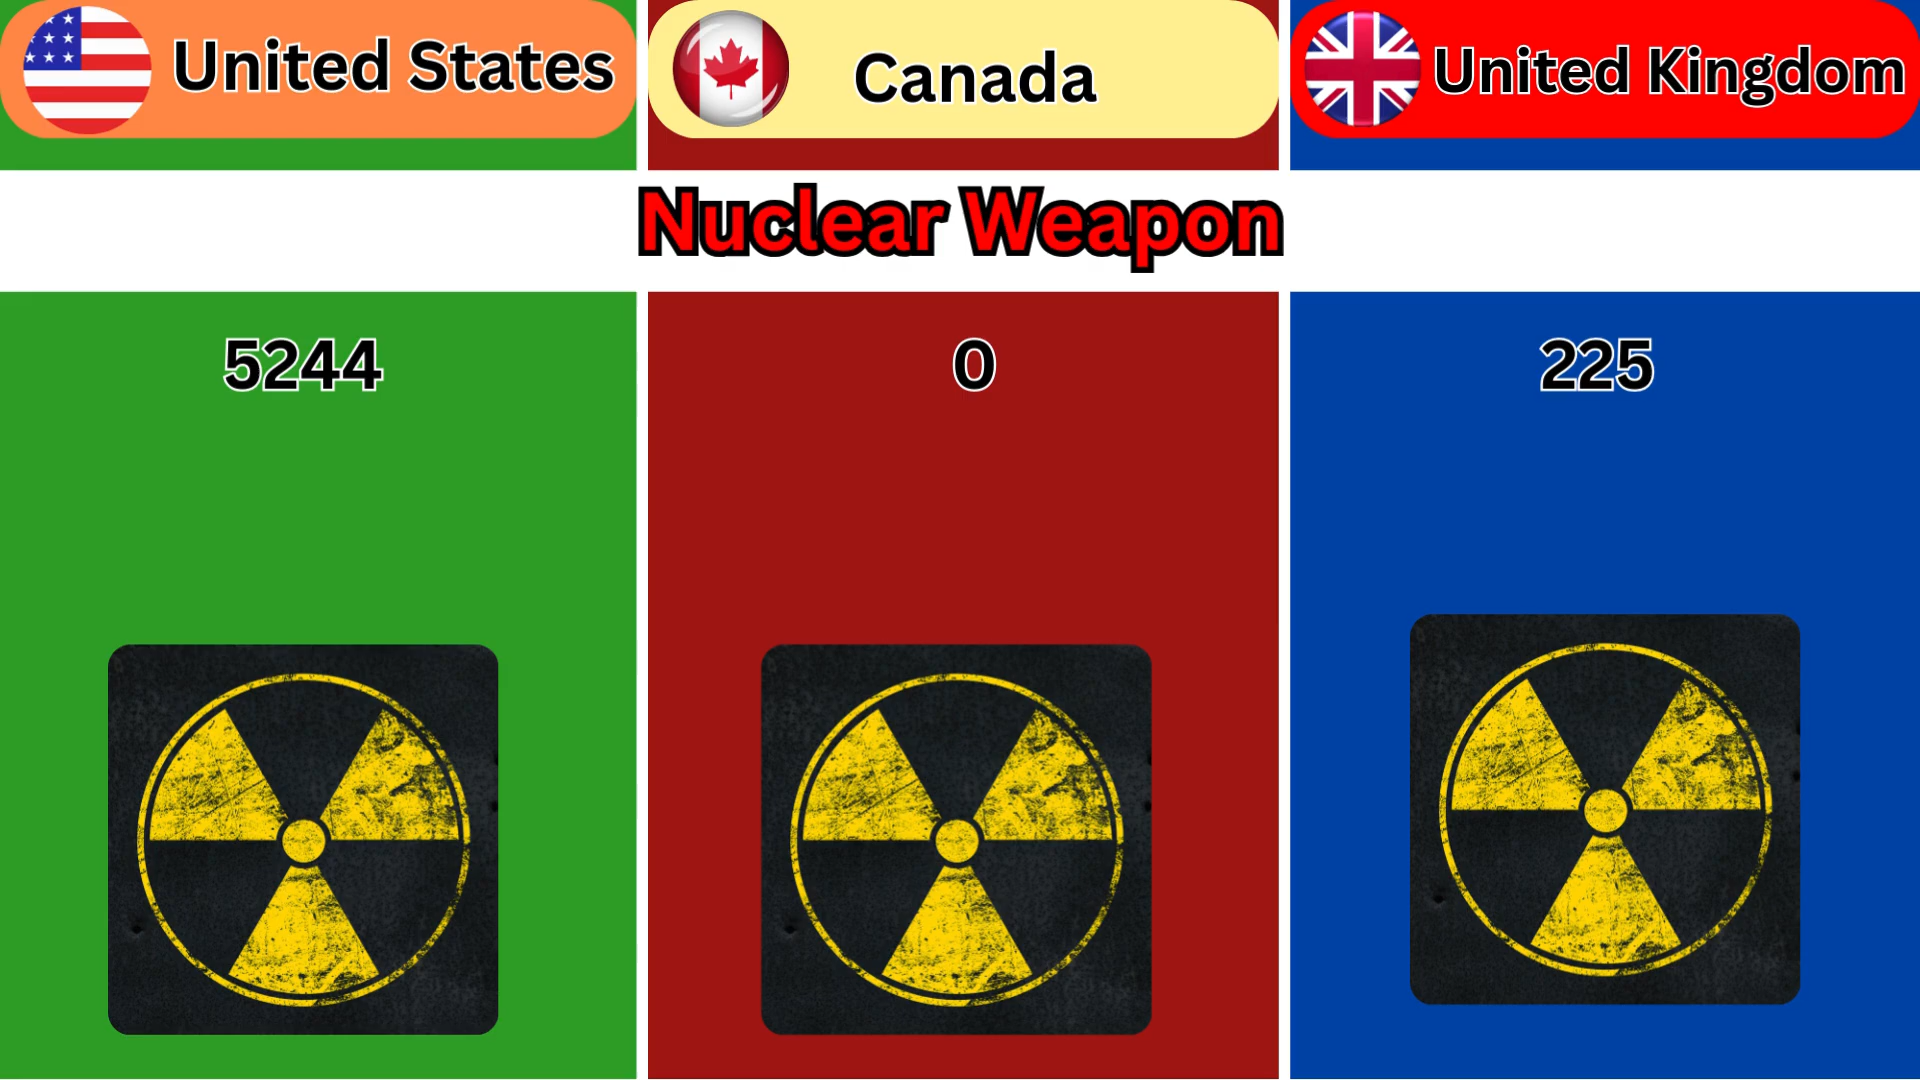 United States
Canada
United Kingdom
Nuclear Weapon
5244
0
225